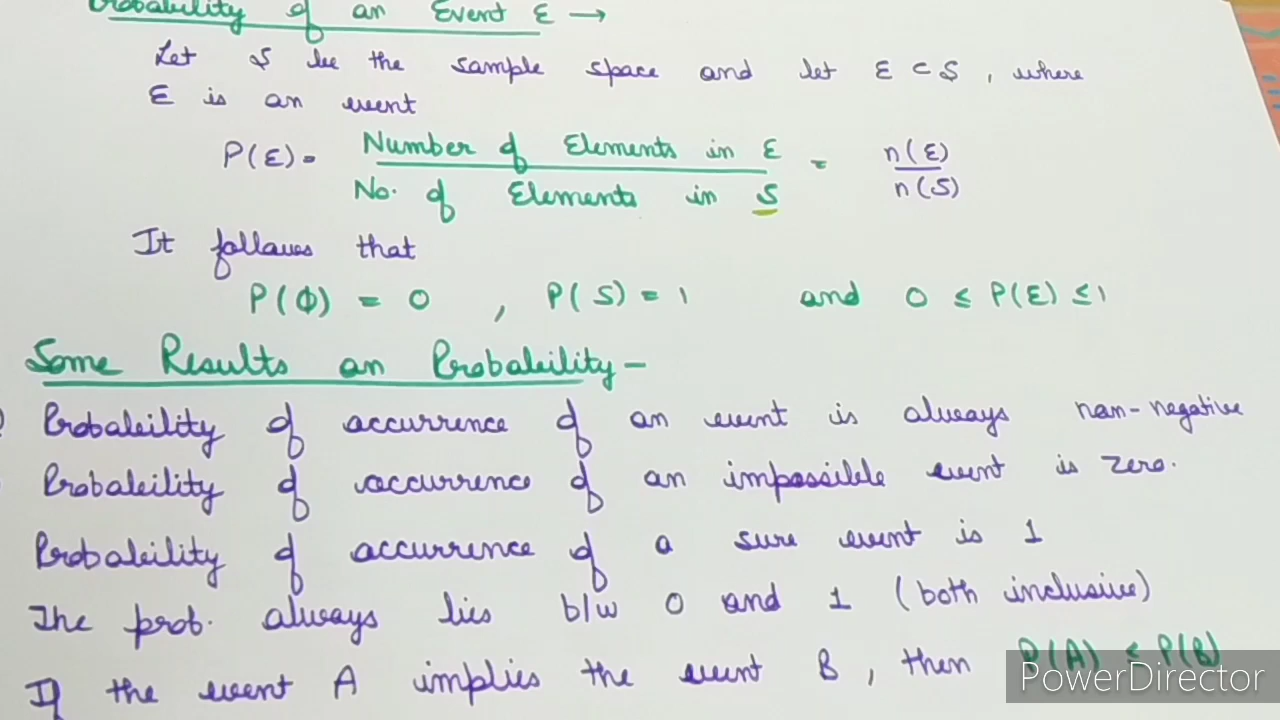 Probability of an Event E →
Let S be the sample space and let E ⊂ S, where
E is an event
P(E) = Number of Elements in E / No. of Elements in S = n(E) / n(S)
It follows that
P(Φ) = 0 , P(S) = 1 and 0 ≤ P(E) ≤ 1
Some Results on Probability –
Probability of occurrence of an event is always non-negative
Probability of occurrence of an impossible event is zero.
Probability of occurrence of a sure event is 1
The prob. always lies b/w 0 and 1 (both inclusive)
If the event A implies the event B, then P(A) ≤ P(B)
PowerDirector